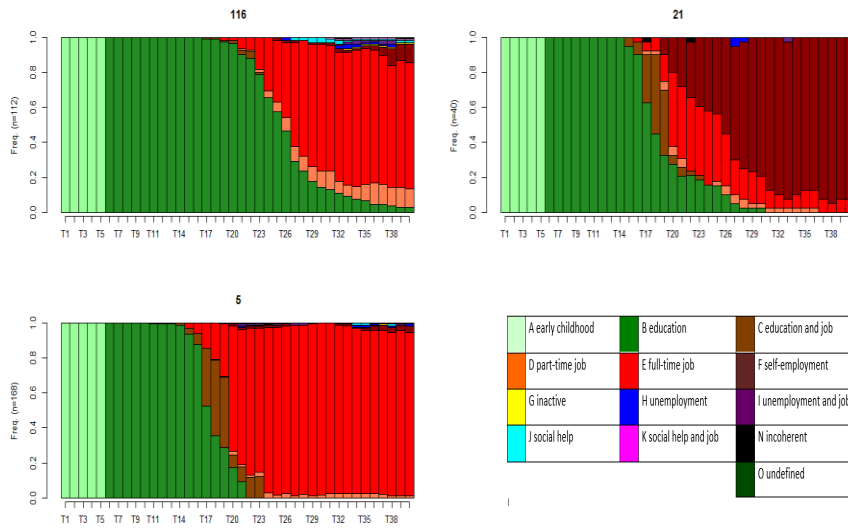 116
Freq. (n=112)
0.0 0.2 0.4 0.6 0.8 1.0
T1 T3 T5 T7 T9 T11 T14 T17 T20 T23 T26 T29 T32 T35 T38
21
Freq. (n=40)
0.0 0.2 0.4 0.6 0.8 1.0
T1 T3 T5 T7 T9 T11 T14 T17 T20 T23 T26 T29 T32 T35 T38
5
Freq. (n=168)
0.0 0.2 0.4 0.6 0.8 1.0
T1 T3 T5 T7 T9 T11 T14 T17 T20 T23 T26 T29 T32 T35 T38
A early childhood B education C education and job
D part-time job E full-time job F self-employment
G inactive H unemployment I unemployment and job
J social help K social help and job N incoherent
O undefined